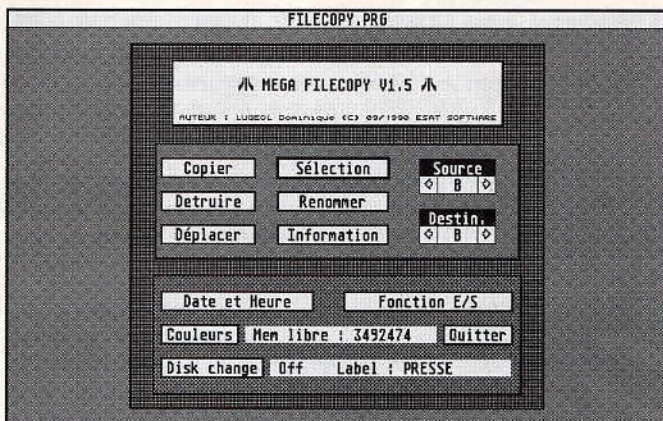 FILECOPY.PRG
MEGA FILECOPY V1.5
AUTEUR : LUGEOL Dominique (C) 09/1990 ESAT SOFTWARE
Copier Sélection Source
B
Detruire Renommer
Destin.
Déplacer Information B
Date et Heure Fonction E/S
Couleurs Mem libre : 3492474 Quitter
Disk change Off Label : PRESSE